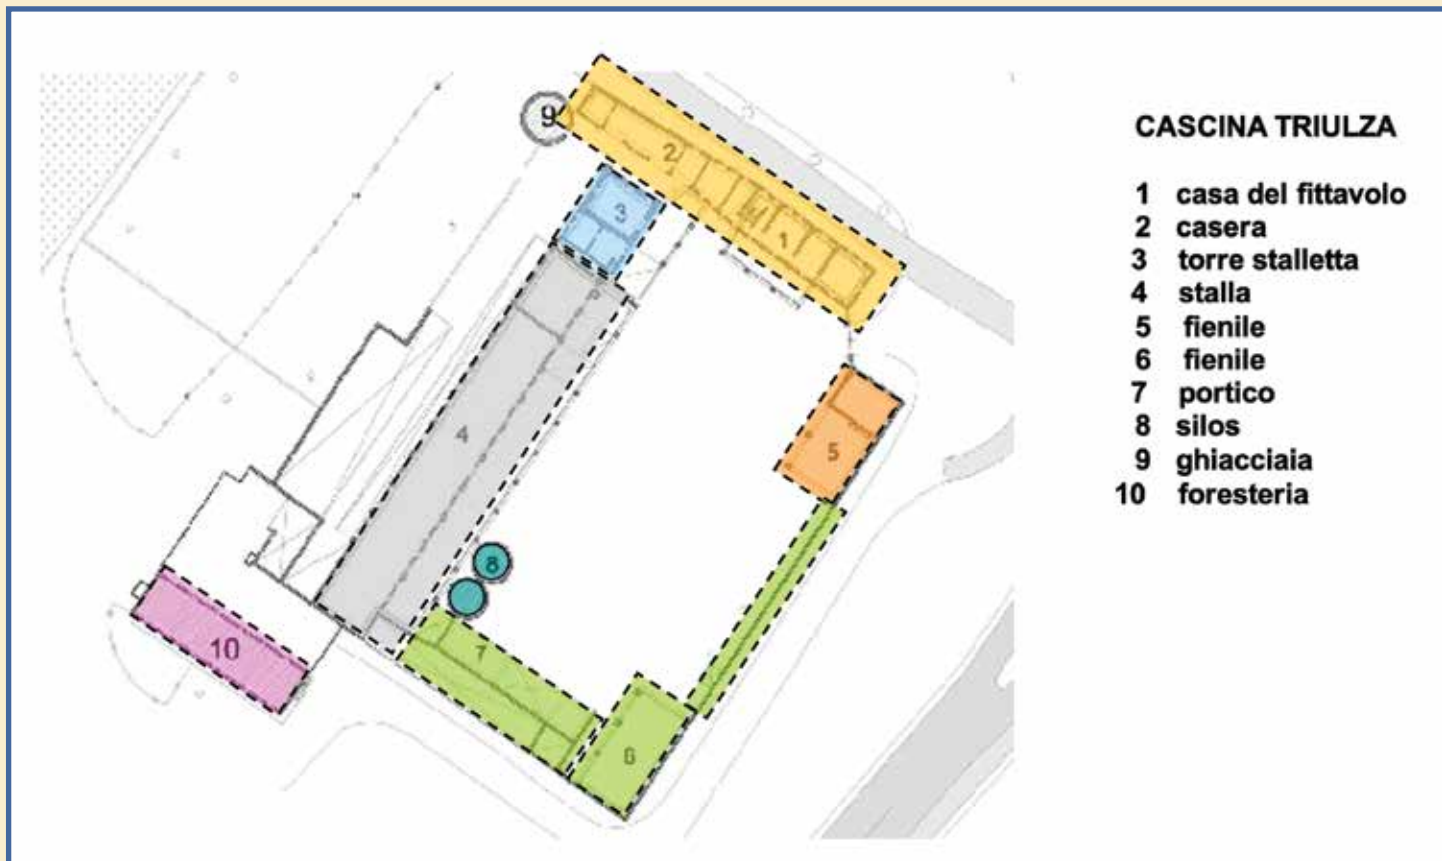 CASCINA TRIULZA
1 casa del fittavolo
2 casera
3 torre stalletta
4 stalla
5 fienile
6 fienile
7 portico
8 silos
9 ghiacciaia
10 foresteria
9
2
3
1
4
5
8
7
10
6